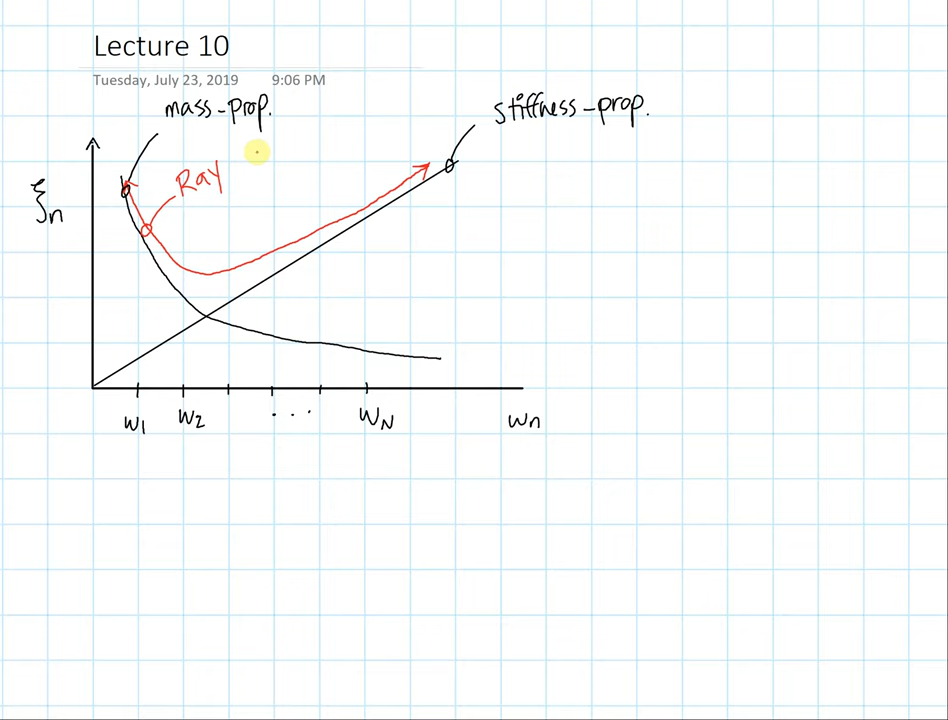 Lecture 10
Tuesday, July 23, 2019 9:06 PM
mass-prop.
stiffness-prop.
Ray
ξn
w1 w2 ... wN wn